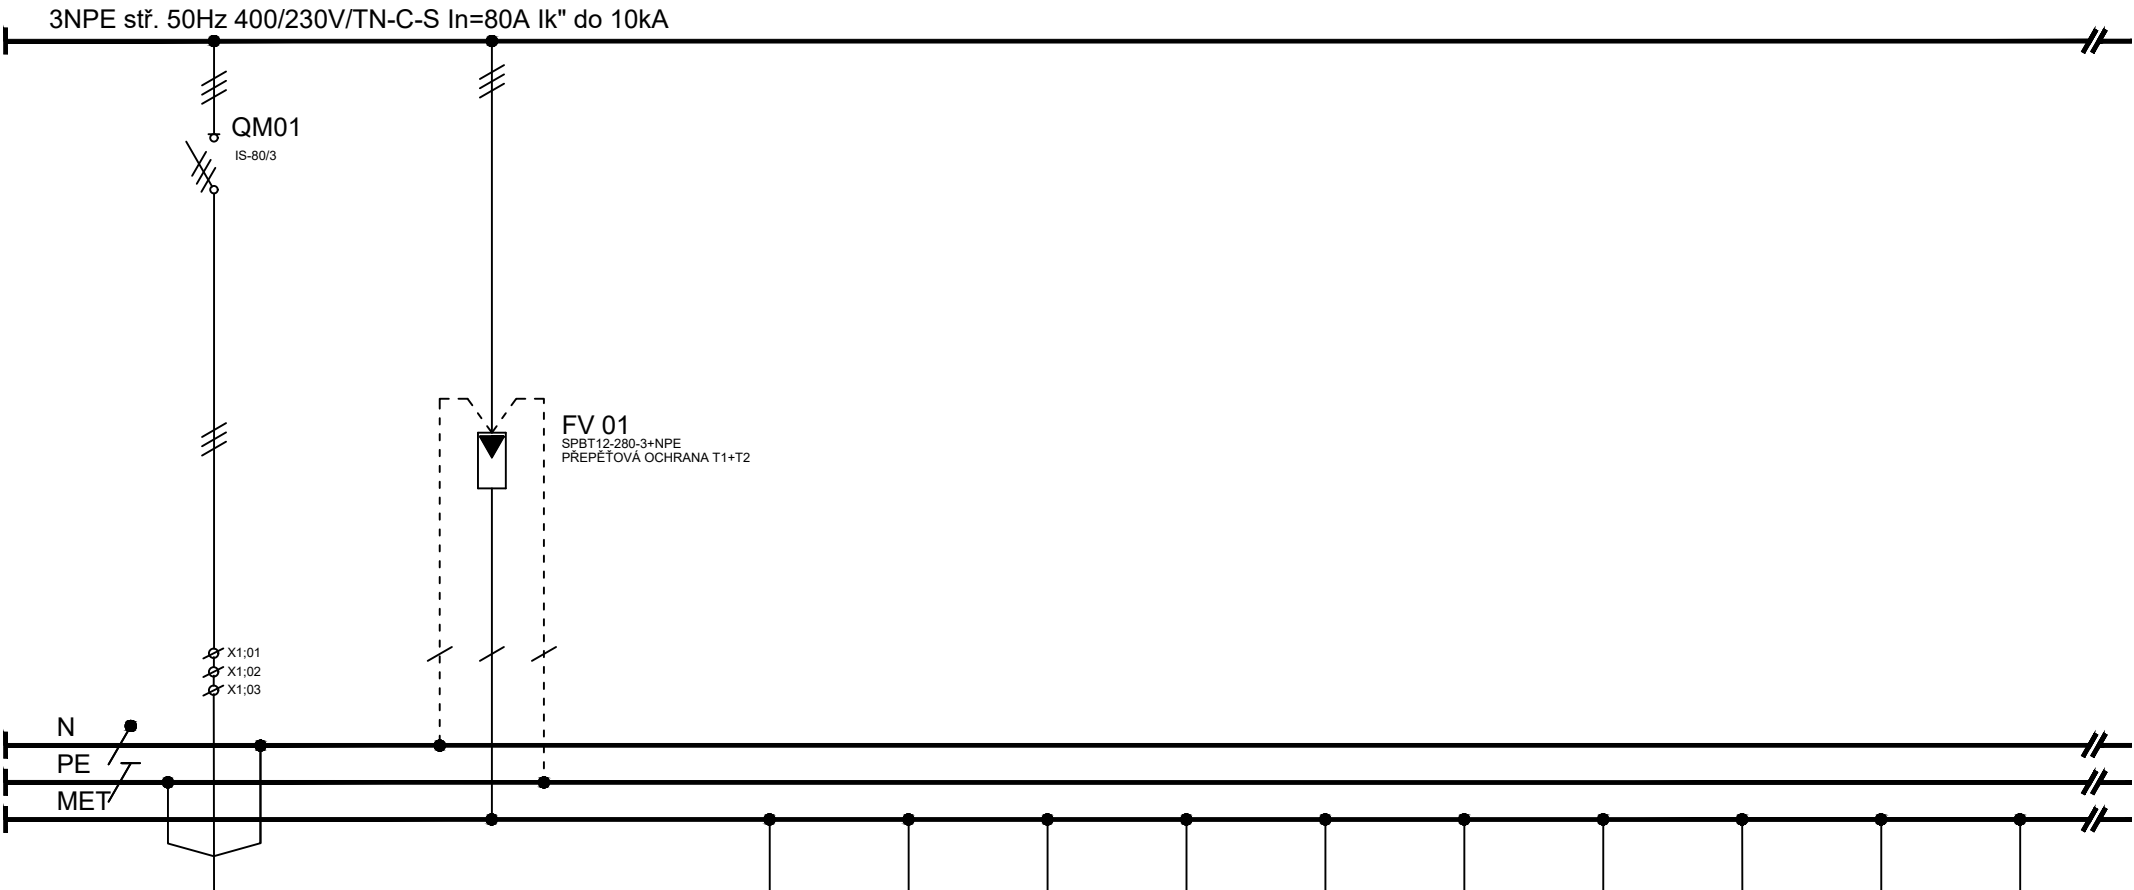 3NPE stř. 50Hz 400/230V/TN-C-S In=80A Ik" do 10kA
QM01
IS-80/3
FV 01
SPBT12-280-3+NPE
PŘEPĚŤOVÁ OCHRANA T1+T2
X1;01
X1;02
X1;03
N
PE
MET